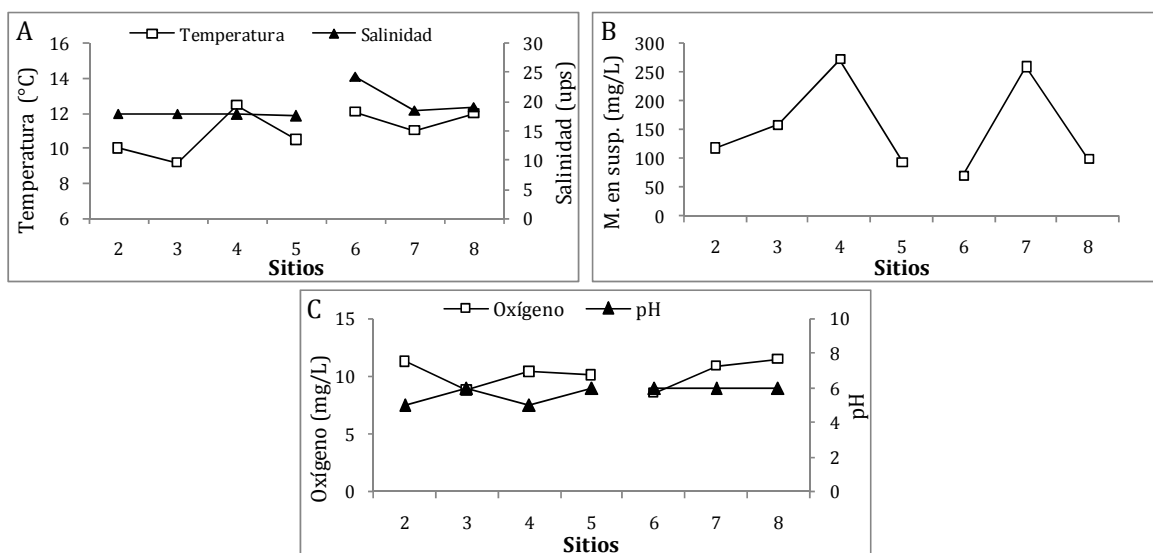 A
Temperatura
Salinidad
Temperatura (°C)
16
14
12
10
8
6
30
25
20
15
10
5
0
Salinidad (ups)
2 3 4 5 6 7 8
Sitios
B
M. en susp. (mg/L)
300
250
200
150
100
50
0
2 3 4 5 6 7 8
Sitios
C
Oxígeno
pH
Oxígeno (mg/L)
15
10
5
0
10
8
6
4
2
0
pH
2 3 4 5 6 7 8
Sitios